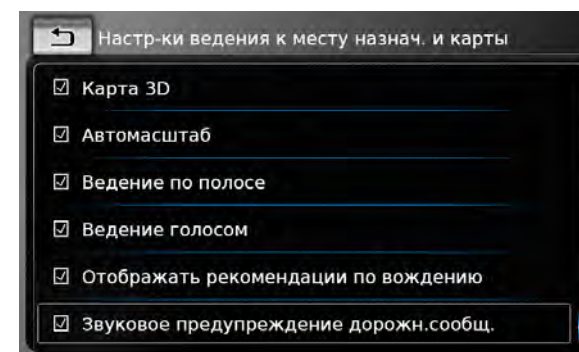 Настр-ки ведения к месту назнач. и карты
Карта 3D
Автомасштаб
Ведение по полосе
Ведение голосом
Отображать рекомендации по вождению
Звуковое предупреждение дорожн.сообщ.